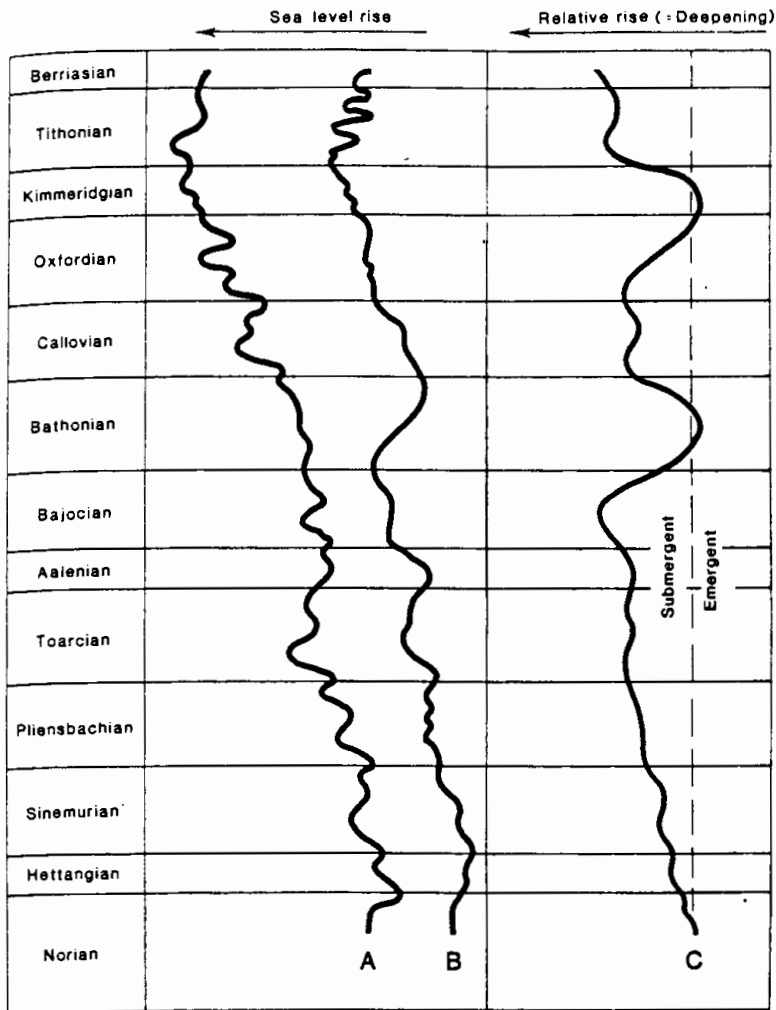 Sea level rise
Relative rise (=Deepening)
Berriasian
Tithonian
Kimmeridgian
Oxfordian
Callovian
Bathonian
Bajocian
Aalenian
Toarcian
Pliensbachian
Sinemurian
Hettangian
Norian
Submergent
Emergent
A
B
C